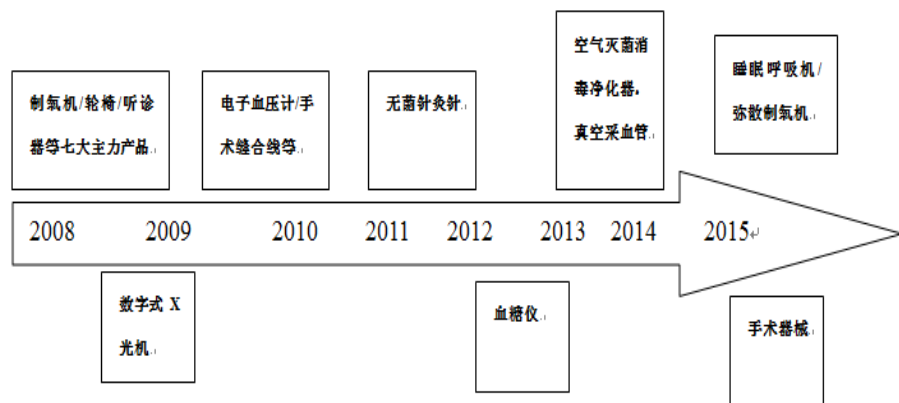 制氧机/轮椅/听诊
器等七大主力产品
电子血压计/手
术缝合线等
无菌针灸针
空气灭菌消
毒净化器,
真空采血管
睡眠呼吸机/
弥散制氧机
2008 2009 2010 2011 2012 2013 2014 2015
数字式 X
光机
血糖仪
手术器械